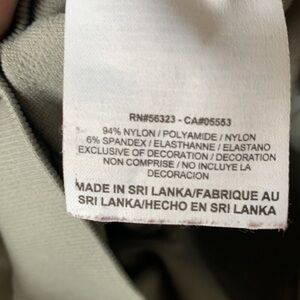 RN#56323 - CA#05553
94% NYLON / POLYAMIDE / NYLON
6% SPANDEX / ELASTHANNE / ELASTANO
EXCLUSIVE OF DECORATION / DECORATION
NON COMPRISE / NO INCLUYE LA
DECORACION
MADE IN SRI LANKA/FABRIQUE AU
SRI LANKA/HECHO EN SRI LANKA